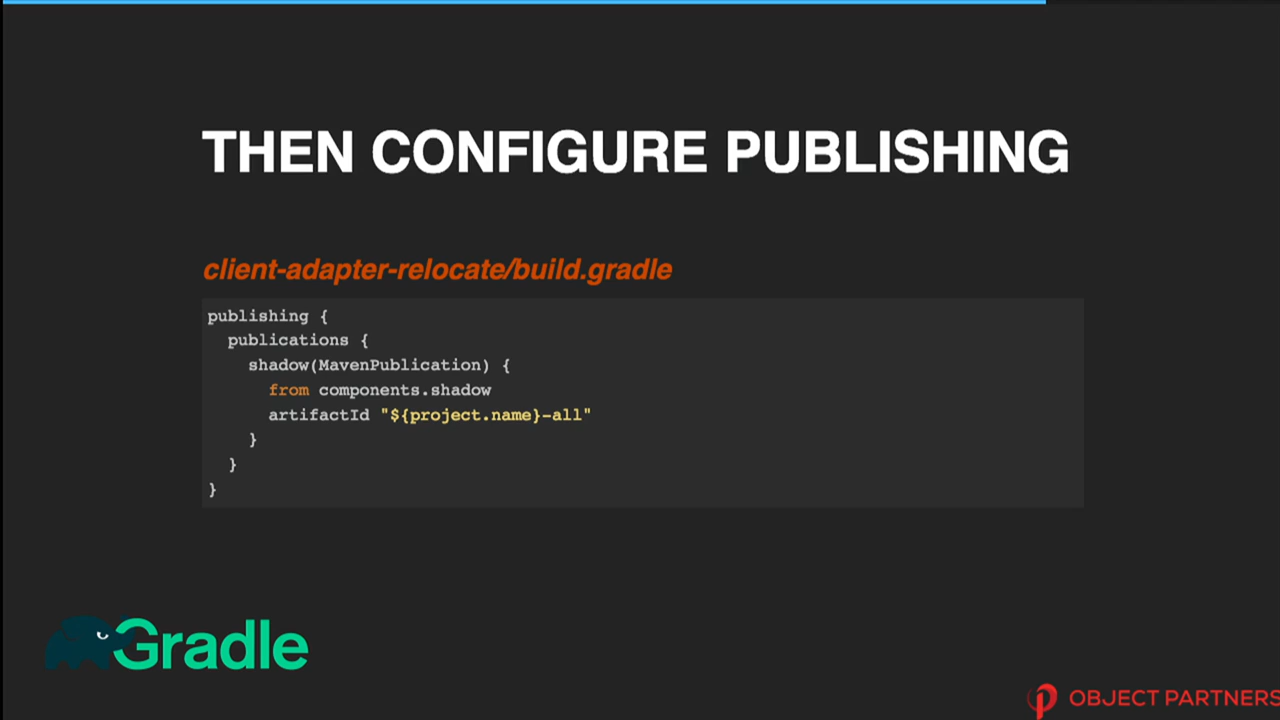 THEN CONFIGURE PUBLISHING
client-adapter-relocate/build.gradle
publishing {
  publications {
    shadow(MavenPublication) {
      from components.shadow
      artifactId "${project.name}-all"
    }
  }
}
Gradle
OBJECT PARTNERS